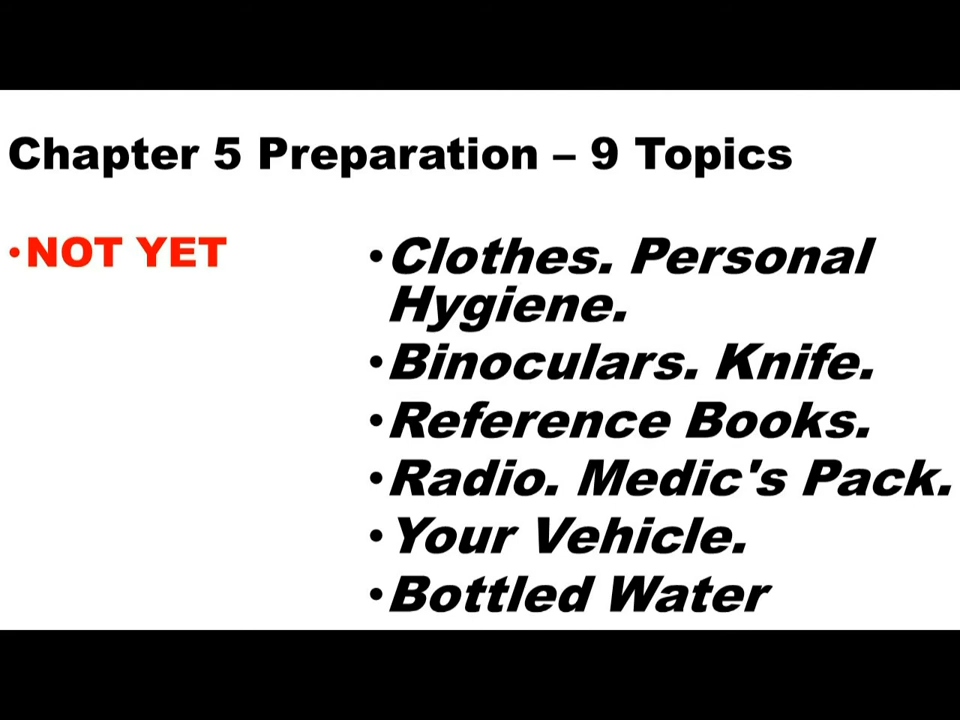 Chapter 5 Preparation – 9 Topics
•NOT YET
•Clothes. Personal
Hygiene.
•Binoculars. Knife.
•Reference Books.
•Radio. Medic's Pack.
•Your Vehicle.
•Bottled Water